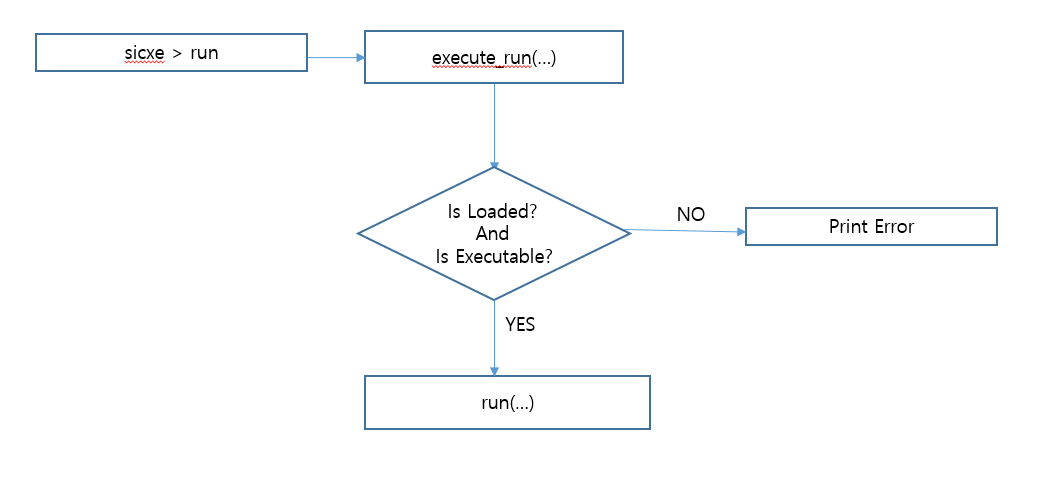 sicxe > run
execute_run(...)
Is Loaded?
And
Is Executable?
NO
Print Error
YES
run(...)